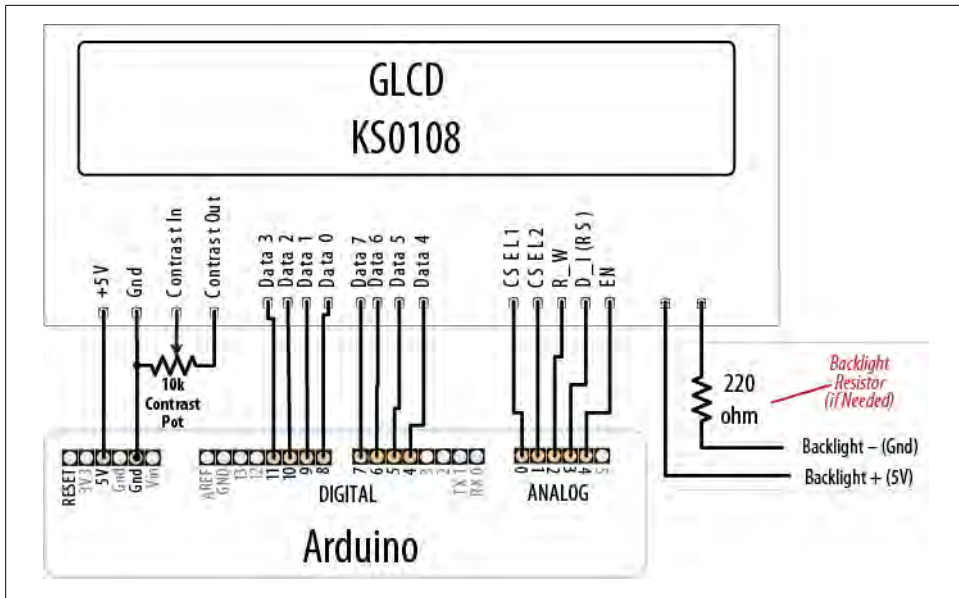 GLCD
KS0108
+5V
Gnd
Contrast In
Contrast Out
Data 3
Data 2
Data 1
Data 0
Data 7
Data 6
Data 5
Data 4
CSEL1
CSEL2
R_W
D_I (RS)
EN
10k
Contrast
Pot
220
ohm
Backlight
Resistor
(if Needed)
Backlight – (Gnd)
Backlight + (5V)
RESET
3V3
5V
Gnd
Gnd
Vin
AREF
GND
13
12
11
10
9
8
7
6
5
4
3
2
TX 1
RX 0
0
1
2
3
4
5
DIGITAL
ANALOG
Arduino